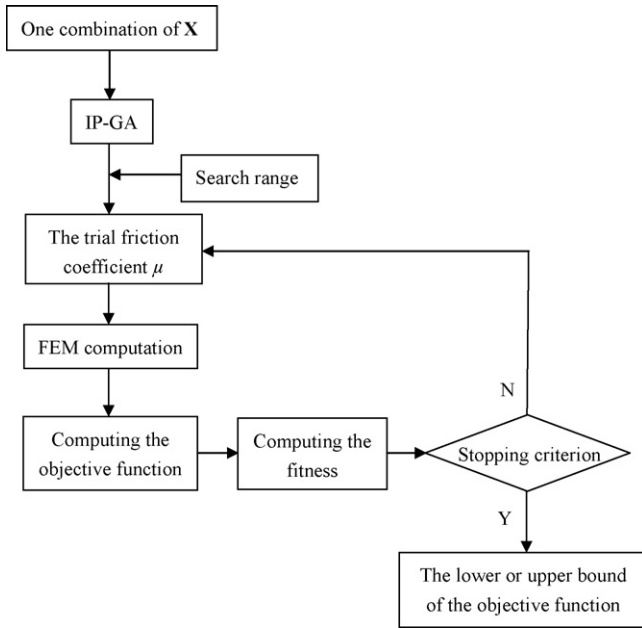 One combination of X
IP-GA
Search range
The trial friction
coefficient μ
FEM computation
Computing the
objective function
Computing the
fitness
Stopping criterion
N
Y
The lower or upper bound
of the objective function